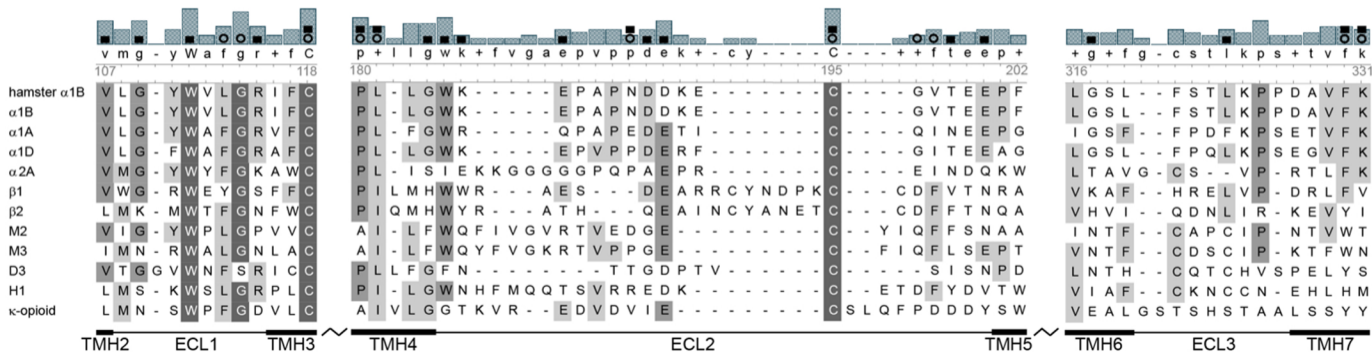 v m g - y W a f g r + f C p + l l g w k + f v g a e p v p p d e k + - c y - - - - - C - - - + + f t e e p + + g + f g - c s t l k p s + t v f k
107 118 180 195 202 316 331
hamster α1B V L G - Y W V L G R I F C P L - L G W K - - - - - E P A P N D D K E - - - - - - - C - - - - G V T E E P F L G S L - - F S T L K P P D A V F K
α1B V L G - Y W V L G R I F C P L - L G W K - - - - - E P A P N D D K E - - - - - - - C - - - - G V T E E P F L G S L - - F S T L K P P D A V F K
α1A V L G - Y W A F G R V F C P L - F G W R - - - - - Q P A P E D E T I - - - - - - - C - - - - Q I N E E P G I G S F - - F P D F K P S E T V F K
α1D V L G - F W A F G R A F C P L - L G W K - - - - - E P V P P D E R F - - - - - - - C - - - - G I T E E A G L G S L - - F P Q L K P S E G V F K
α2A V M G - Y W Y F G K A W C P L - I S I E K K G G G G G P Q P A E P R - - - - - - - C - - - - E I N D Q K W L T A V G - C S - - V P - R T L F K
β1 V W G - R W E Y G S F F C P I L M H W W R - - - A E S - - - D E A R R C Y N D P K C - - - C D F V T N R A V K A F - - H R E L V P - D R L F V
β2 L M K - M W T F G N F W C P I Q M H W Y R - - - A T H - - - Q E A I N C Y A N E T C - - - C D F F T N Q A V H V I - - Q D N L I R - K E V Y I
M2 V I G - Y W P L G P V V C A I - L F W Q F I V G V R T V E D G E - - - - - - - - - C - - Y I Q F F S N A A I N T F - - C A P C I P - N T V W T
M3 I M N - R W A L G N L A C A I - L F W Q Y F V G K R T V P P G E - - - - - - - - - C - - F I Q F L S E P T V N T F - - C D S C I P - K T F W N
D3 V T G G V W N F S R I C C P L L F G F N - - - - - - - - T T G D P T V - - - - - - C - - - - - S I S N P D L N T H - - C Q T C H V S P E L Y S
H1 L M S - K W S L G R P L C P I - L G W N H F M Q Q T S V R R E D K - - - - - - - - C - - E T D F Y D V T W V I A F - - C K N C C N - E H L H M
κ-opioid L M N - S W P F G D V L C A I V L G G T K V R - - E D V D V I E - - - - - - - - - C S L Q F P D D D Y S W V E A L G S T S H S T A A L S S Y Y
TMH2 ECL1 TMH3 TMH4 ECL2 TMH5 TMH6 ECL3 TMH7